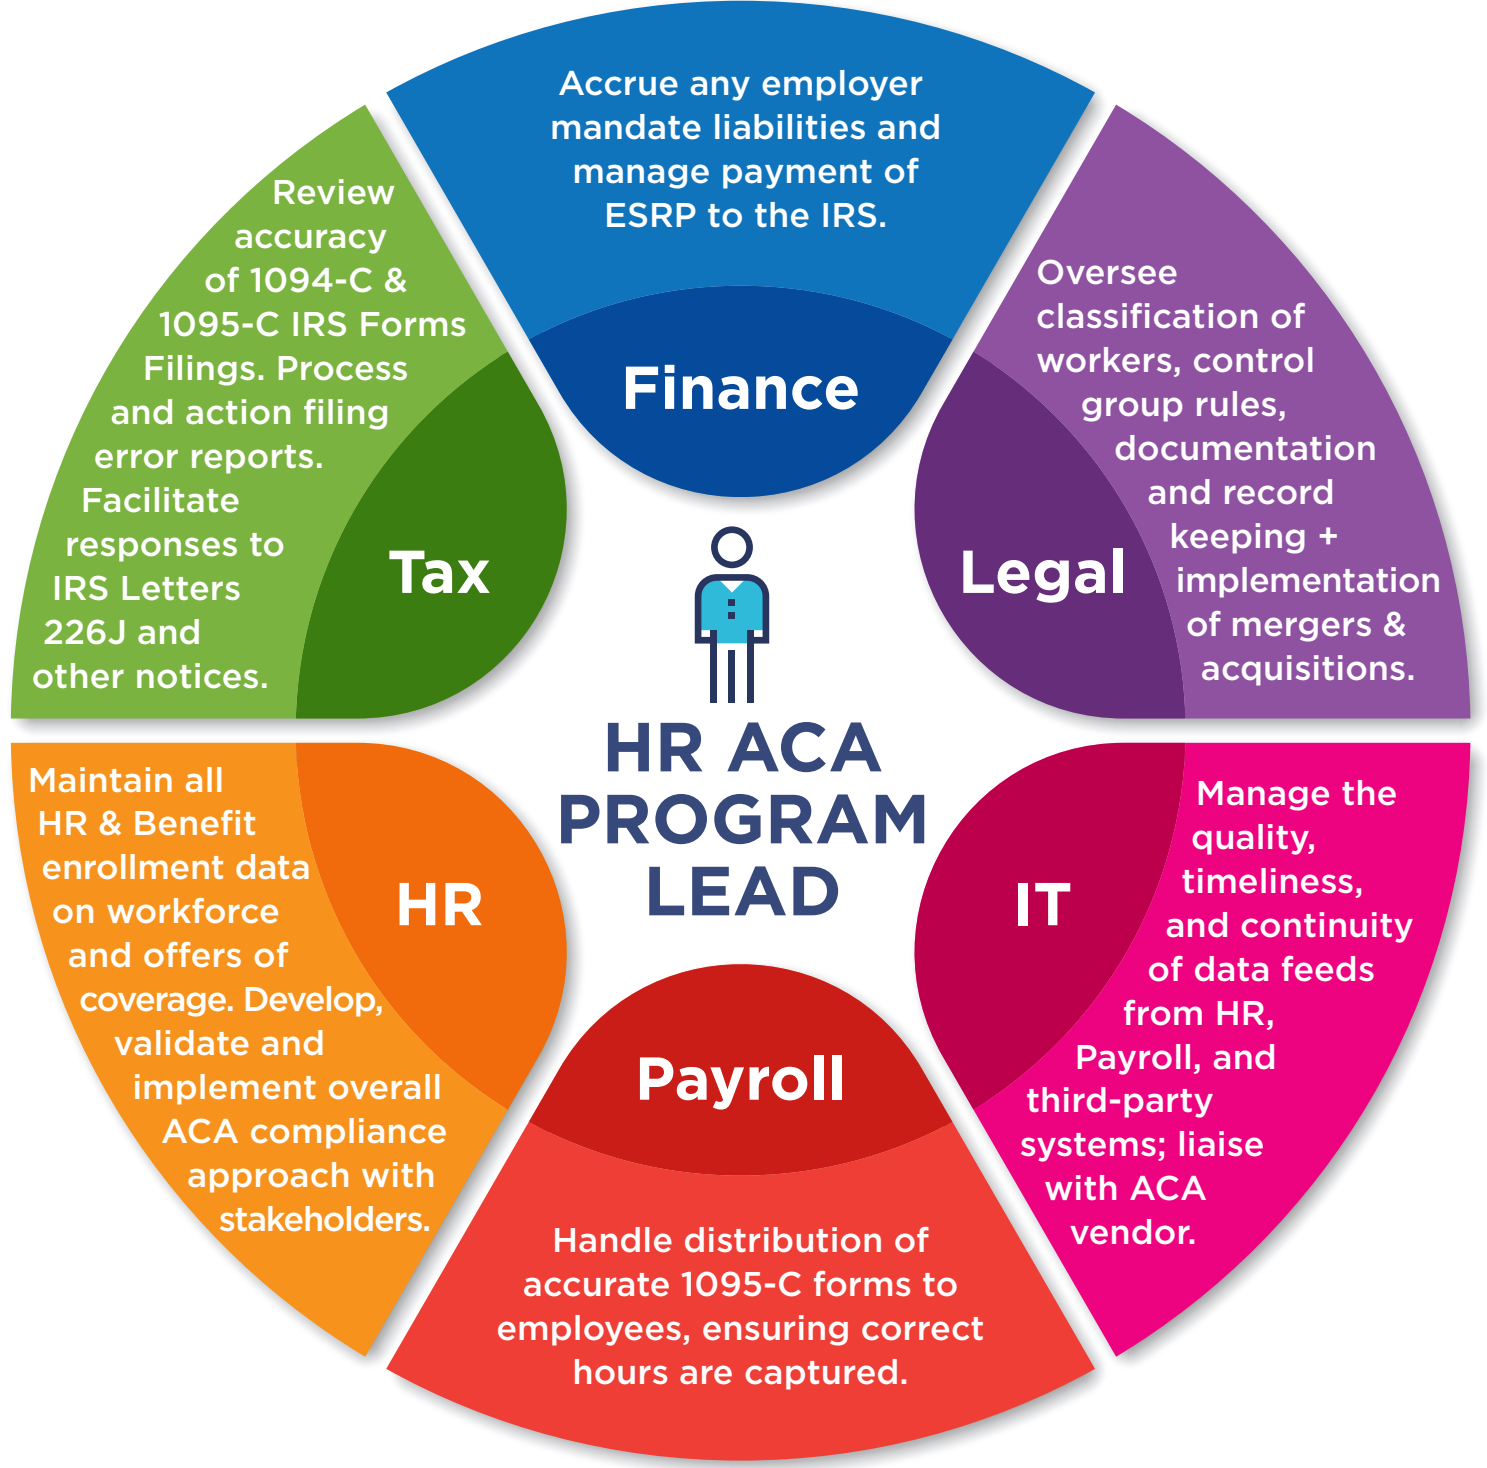 Accrue any employer
mandate liabilities and
manage payment of
ESRP to the IRS.
Finance
Oversee
classification of
workers, control
group rules,
documentation
and record
keeping +
implementation
of mergers &
acquisitions.
Legal
Manage the
quality,
timeliness,
and continuity
of data feeds
from HR,
Payroll, and
third-party
systems; liaise
with ACA
vendor.
IT
Payroll
Handle distribution of
accurate 1095-C forms to
employees, ensuring correct
hours are captured.
Maintain all
HR & Benefit
enrollment data
on workforce
and offers of
coverage. Develop,
validate and
implement overall
ACA compliance
approach with
stakeholders.
HR
Review
accuracy
of 1094-C &
1095-C IRS Forms
Filings. Process
and action filing
error reports.
Facilitate
responses to
IRS Letters
226J and
other notices.
Tax
HR ACA
PROGRAM
LEAD